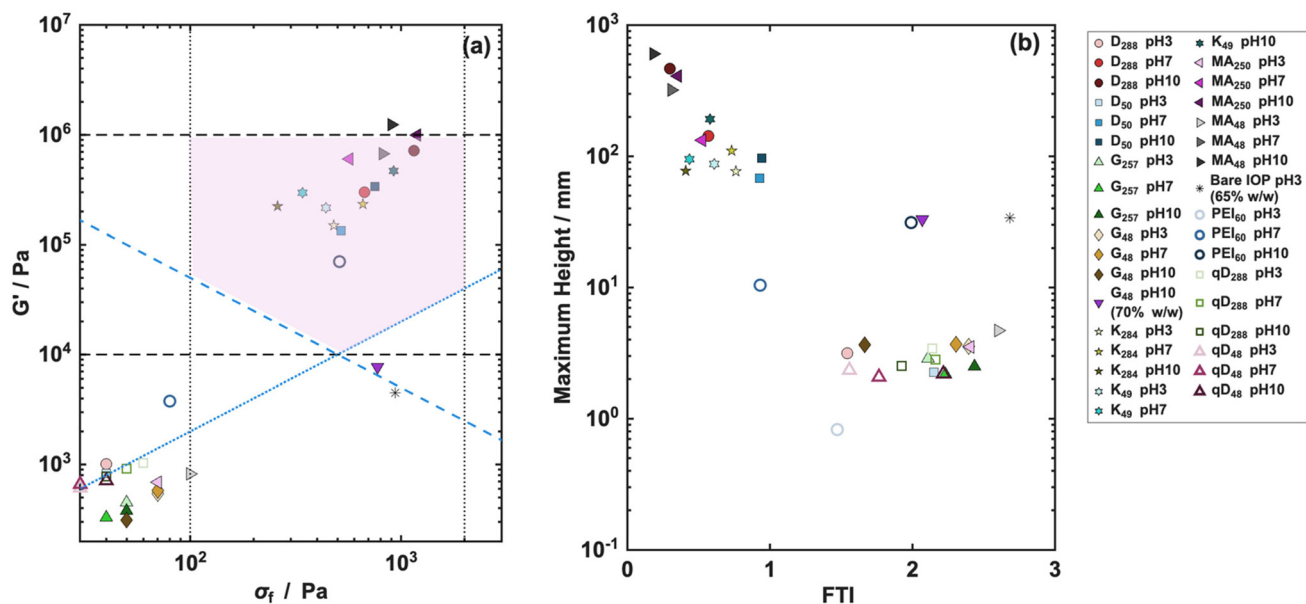 (a)
10⁷
10⁶
10⁵
10⁴
10³
G' / Pa
10²
10³
σf / Pa
(b)
10³
10²
10¹
10⁰
10⁻¹
Maximum Height / mm
0
1
2
3
FTI
D₂₈₈ pH3
D₂₈₈ pH7
D₂₈₈ pH10
D₅₀ pH3
D₅₀ pH7
D₅₀ pH10
G₂₅₇ pH3
G₂₅₇ pH7
G₂₅₇ pH10
G₄₈ pH3
G₄₈ pH7
G₄₈ pH10
G₄₈ pH10
(70% w/w)
K₂₈₄ pH3
K₂₈₄ pH7
K₂₈₄ pH10
K₄₉ pH3
K₄₉ pH7
K₄₉ pH10
MA₂₅₀ pH3
MA₂₅₀ pH7
MA₂₅₀ pH10
MA₄₈ pH3
MA₄₈ pH7
MA₄₈ pH10
Bare IOP pH3
(65% w/w)
PEI₆₀ pH3
PEI₆₀ pH7
PEI₆₀ pH10
qD₂₈₈ pH3
qD₂₈₈ pH7
qD₂₈₈ pH10
qD₄₈ pH3
qD₄₈ pH7
qD₄₈ pH10